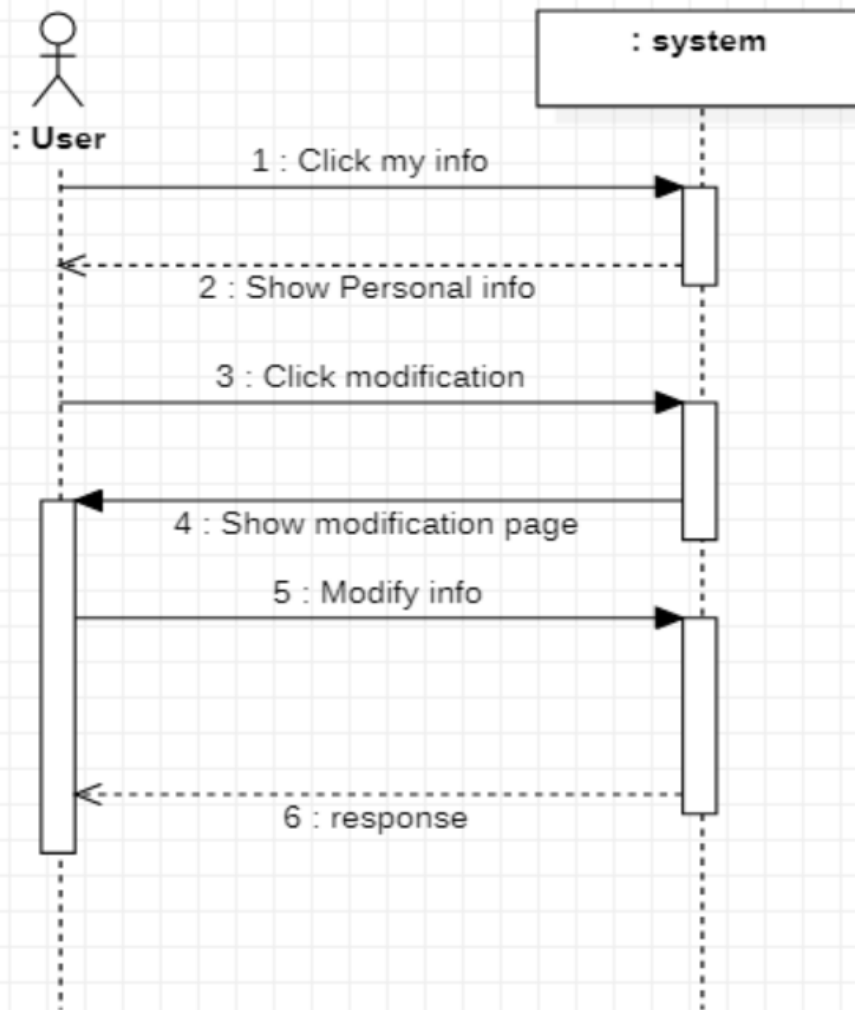 : system
: User
1 : Click my info
2 : Show Personal info
3 : Click modification
4 : Show modification page
5 : Modify info
6 : response